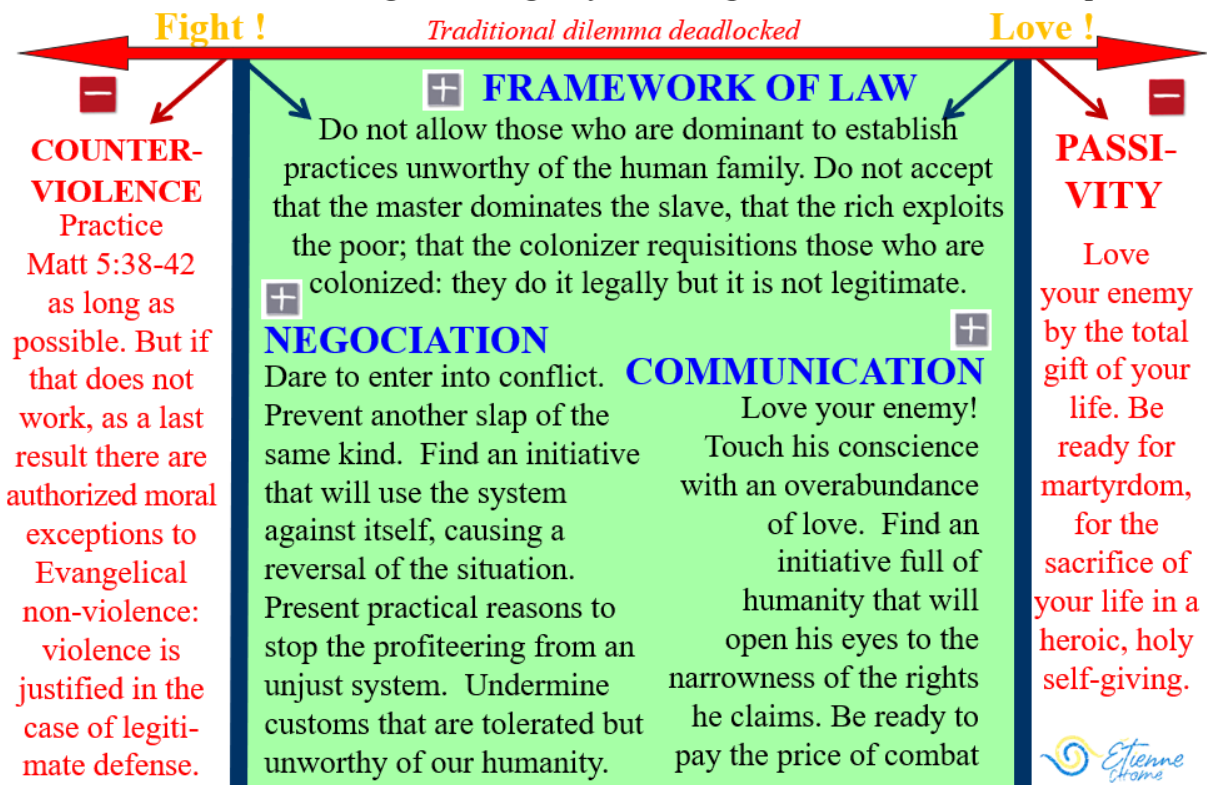 Fight !
Traditional dilemma deadlocked
Love !
COUNTER-
VIOLENCE
Practice
Matt 5:38-42
as long as
possible. But if
that does not
work, as a last
result there are
authorized moral
exceptions to
Evangelical
non-violence:
violence is
justified in the
case of legiti-
mate defense.
FRAMEWORK OF LAW
Do not allow those who are dominant to establish
practices unworthy of the human family. Do not accept
that the master dominates the slave, that the rich exploits
the poor; that the colonizer requisitions those who are
colonized: they do it legally but it is not legitimate.
NEGOCIATION
Dare to enter into conflict.
Prevent another slap of the
same kind.  Find an initiative
that will use the system
against itself, causing a
reversal of the situation.
Present practical reasons to
stop the profiteering from an
unjust system.  Undermine
customs that are tolerated but
unworthy of our humanity.
COMMUNICATION
Love your enemy!
Touch his conscience
with an overabundance
of love.  Find an
initiative full of
humanity that will
open his eyes to the
narrowness of the rights
he claims. Be ready to
pay the price of combat
PASSI-
VITY
Love
your enemy
by the total
gift of your
life. Be
ready for
martyrdom,
for the
sacrifice of
your life in a
heroic, holy
self-giving.
Étienne
CHomé